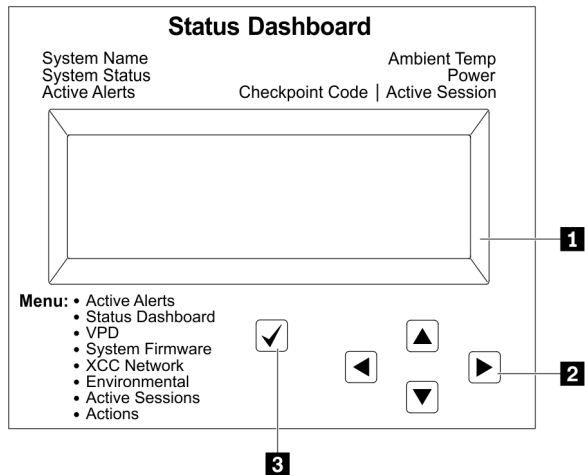 Status Dashboard
System Name
System Status
Active Alerts
Ambient Temp
Power
Checkpoint Code | Active Session
1
Menu: • Active Alerts
• Status Dashboard
• VPD
• System Firmware
• XCC Network
• Environmental
• Active Sessions
• Actions
2
3